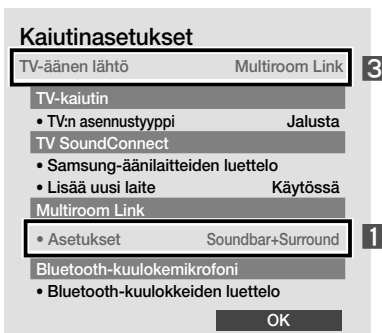 Kaiutinasetukset
TV-äänen lähtö Multiroom Link
3
TV-kaiutin
• TV:n asennustyyppi Jalusta
TV SoundConnect
• Samsung-äänilaitteiden luettelo
• Lisää uusi laite Käytössä
Multiroom Link
• Asetukset Soundbar+Surround
1
Bluetooth-kuulokemikrofoni
• Bluetooth-kuulokkeiden luettelo
OK